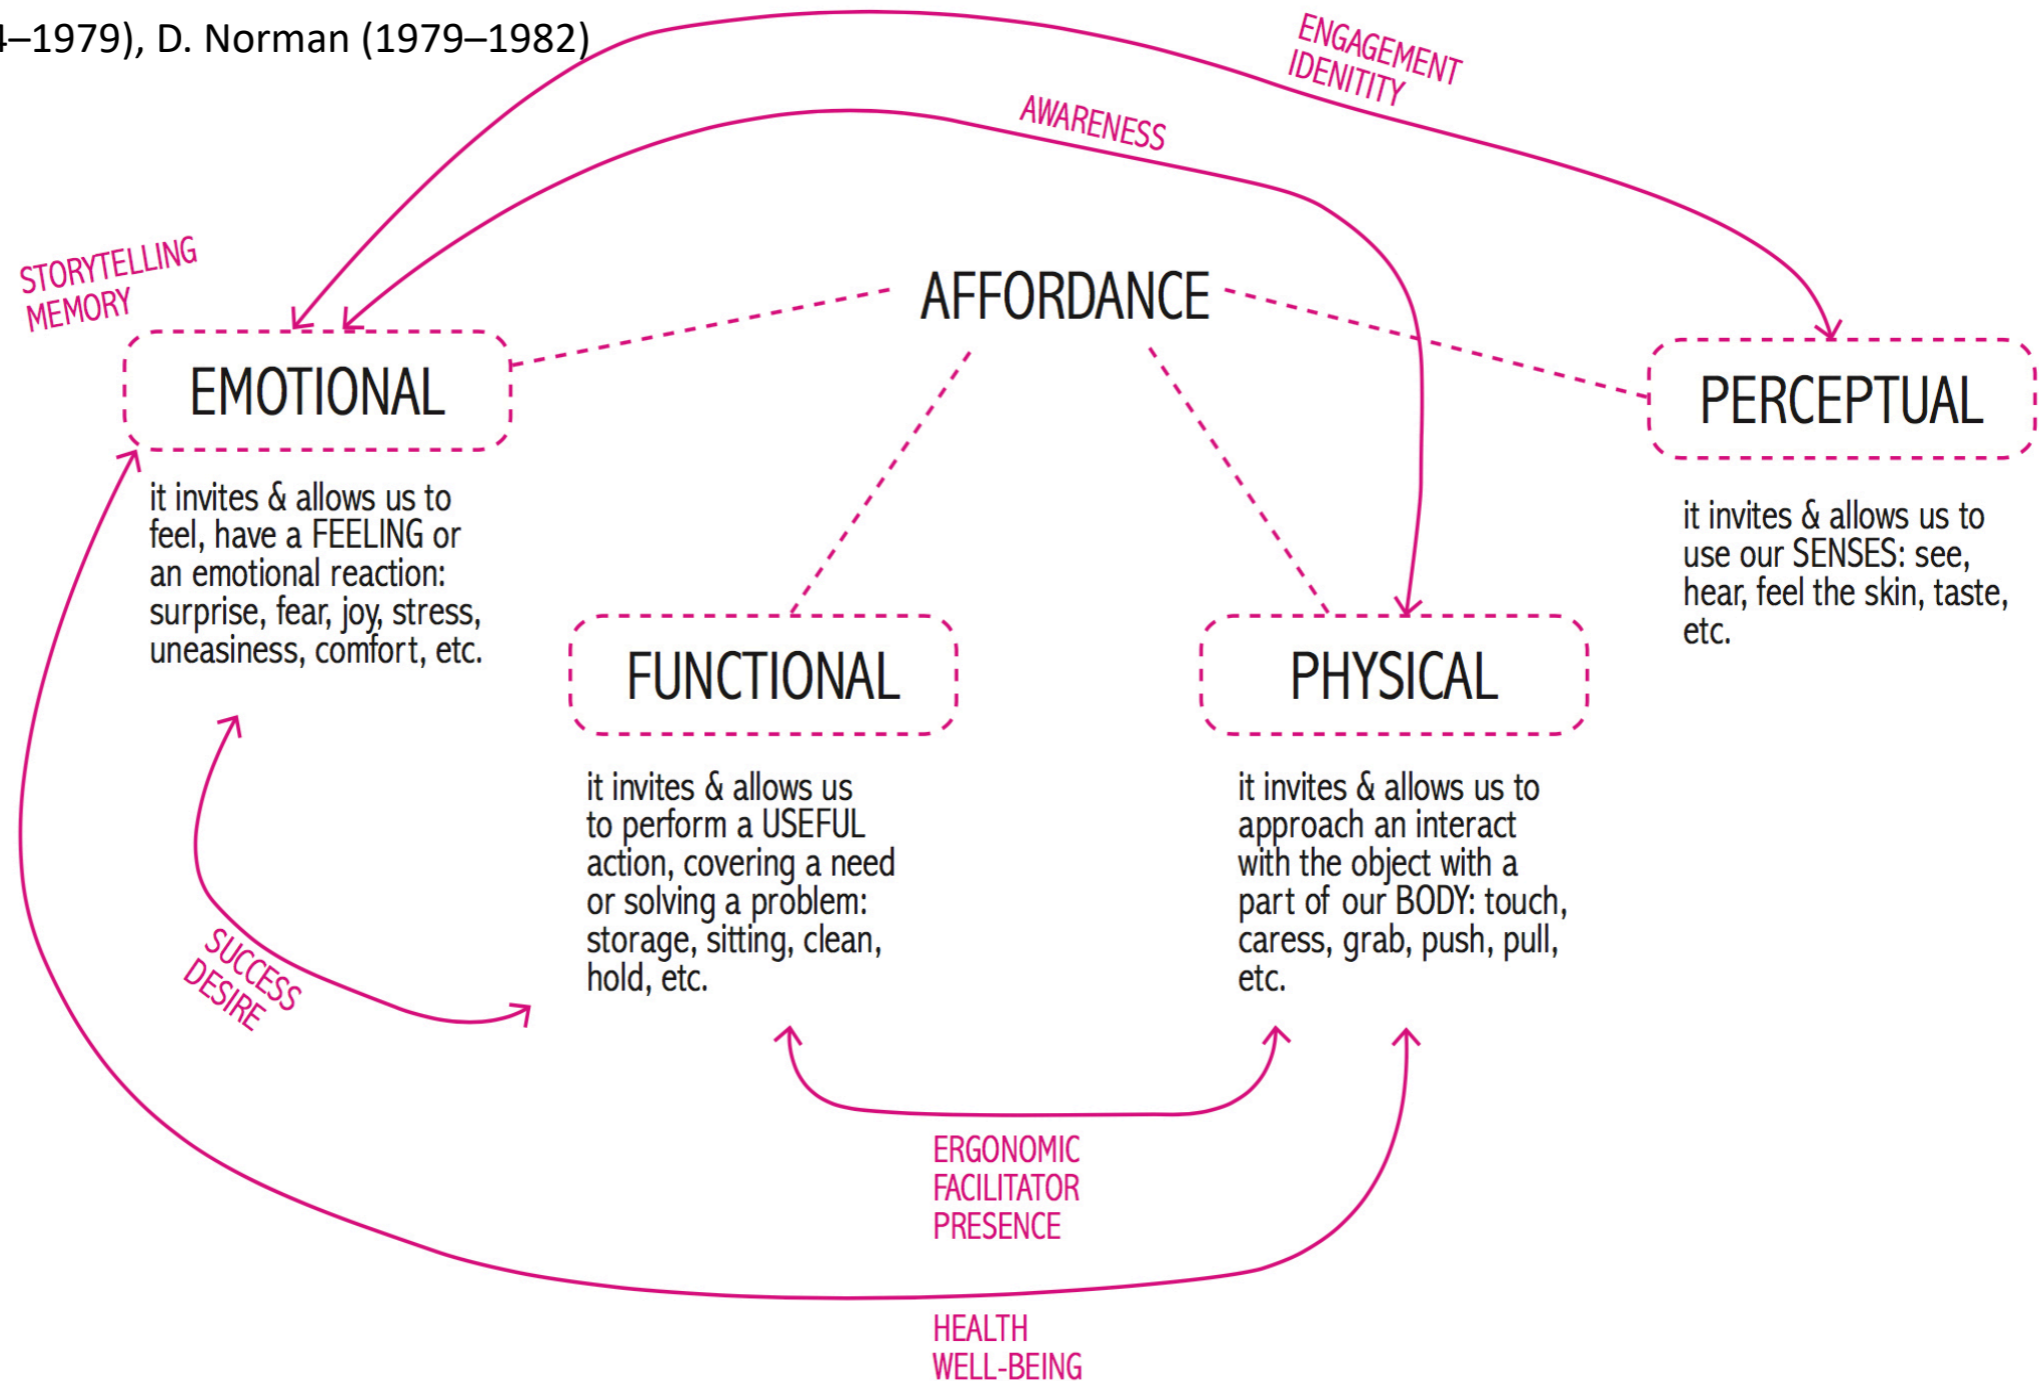 4–1979), D. Norman (1979–1982)
ENGAGEMENT
IDENITITY
AWARENESS
STORYTELLING
MEMORY
AFFORDANCE
EMOTIONAL
it invites & allows us to
feel, have a FEELING or
an emotional reaction:
surprise, fear, joy, stress,
uneasiness, comfort, etc.
PERCEPTUAL
it invites & allows us to
use our SENSES: see,
hear, feel the skin, taste,
etc.
FUNCTIONAL
it invites & allows us
to perform a USEFUL
action, covering a need
or solving a problem:
storage, sitting, clean,
hold, etc.
PHYSICAL
it invites & allows us to
approach an interact
with the object with a
part of our BODY: touch,
caress, grab, push, pull,
etc.
SUCCESS
DESIRE
ERGONOMIC
FACILITATOR
PRESENCE
HEALTH
WELL-BEING